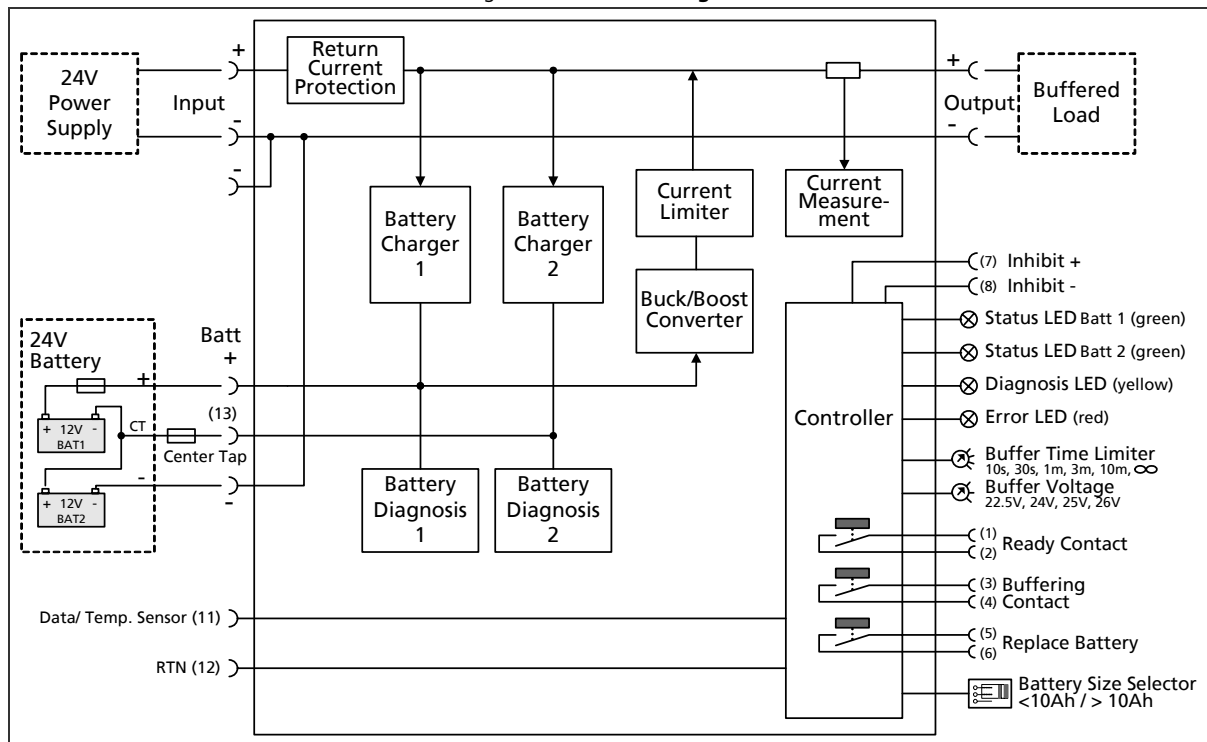 24V
Power
Supply
+
Input
-
-
Return
Current
Protection
+
Output
-
Buffered
Load
Battery
Charger
1
Battery
Charger
2
Current
Limiter
Current
Measure-
ment
Buck/Boost
Converter
24V
Battery
Batt
+
+
(13)
CT
Center Tap
+ 12V -
BAT1
-
-
+ 12V -
BAT2
Battery
Diagnosis
1
Battery
Diagnosis
2
Data/ Temp. Sensor (11)
RTN (12)
Controller
(7) Inhibit +
(8) Inhibit -
Status LED Batt 1 (green)
Status LED Batt 2 (green)
Diagnosis LED (yellow)
Error LED (red)
Buffer Time Limiter
10s, 30s, 1m, 3m, 10m, ∞
Buffer Voltage
22.5V, 24V, 25V, 26V
(1)
(2) Ready Contact
(3) Buffering
(4) Contact
(5)
(6) Replace Battery
Battery Size Selector
<10Ah / > 10Ah